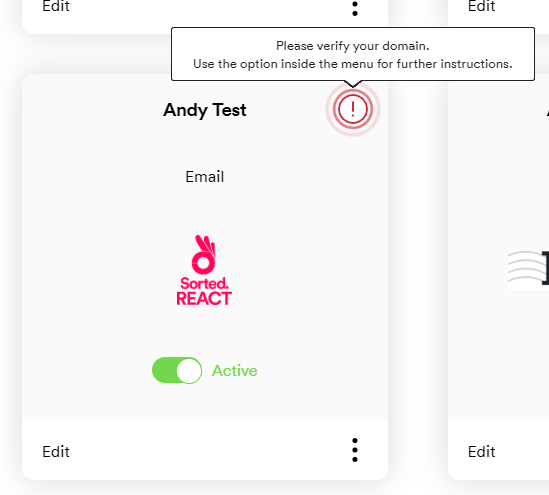 Edit
Edit
Please verify your domain.
Use the option inside the menu for further instructions.
Andy Test
Email
Sorted.
REACT
Active
Edit
Edit